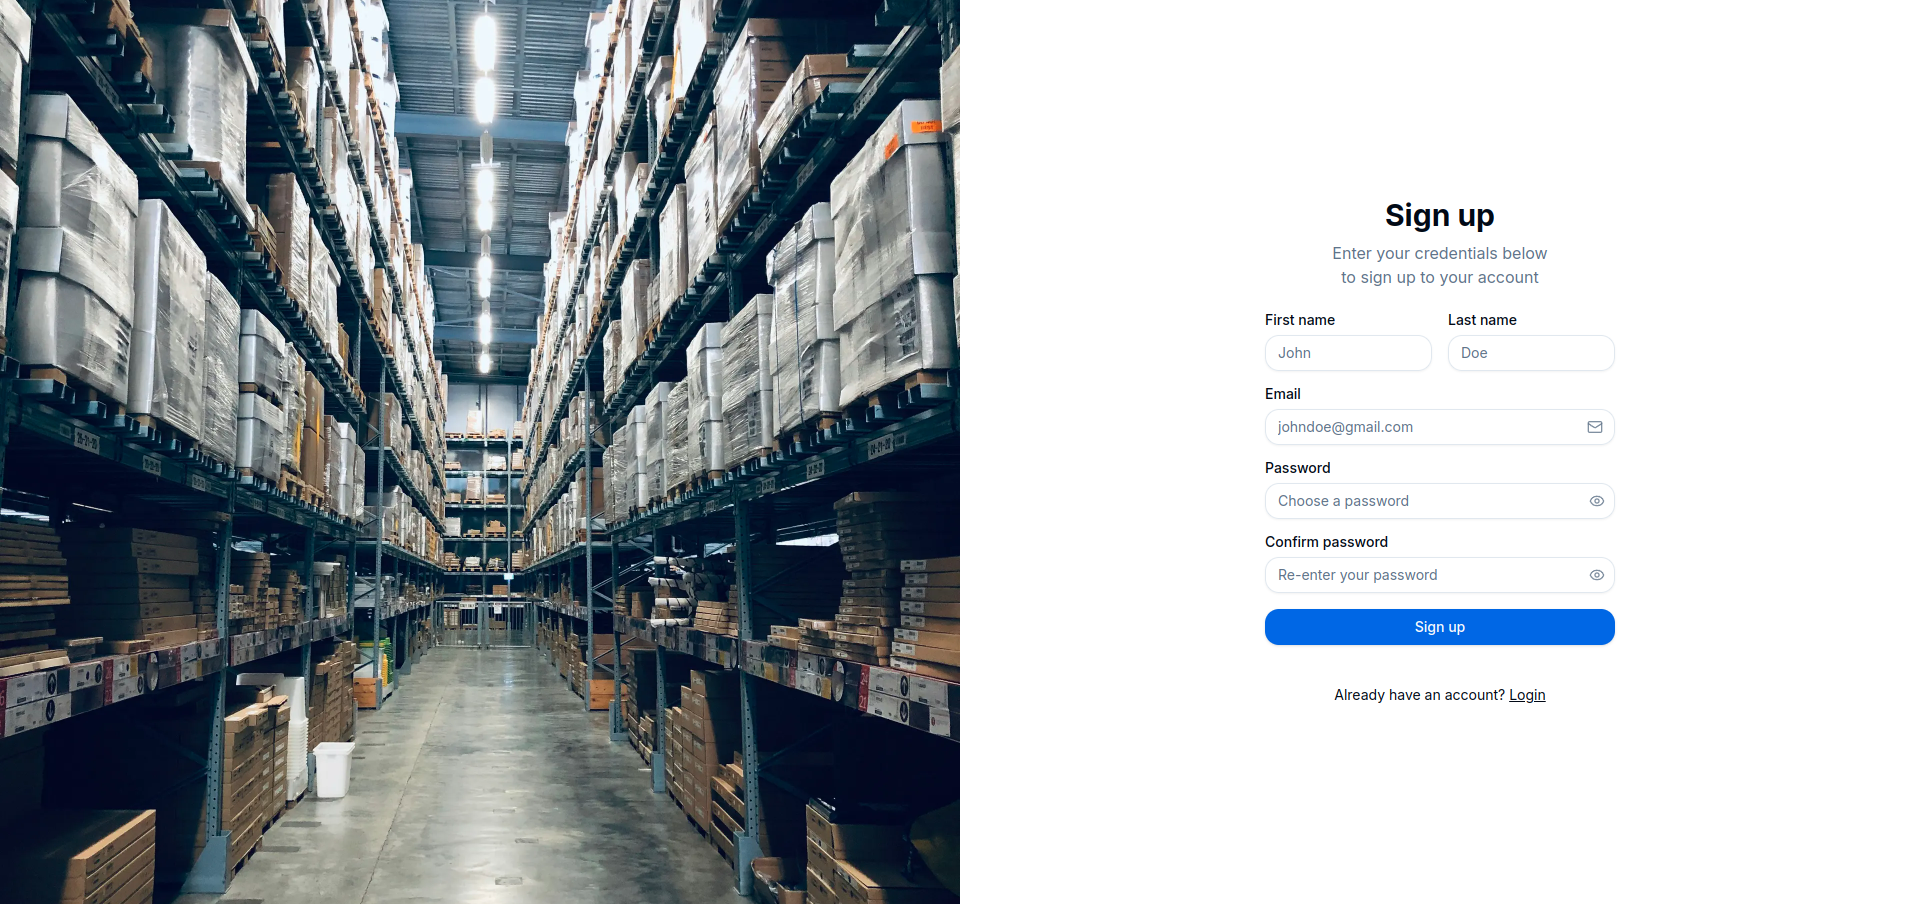 Sign up
Enter your credentials below
to sign up to your account
First name
Last name
John
Doe
Email
johndoe@gmail.com
Password
Choose a password
Confirm password
Re-enter your password
Sign up
Already have an account? Login